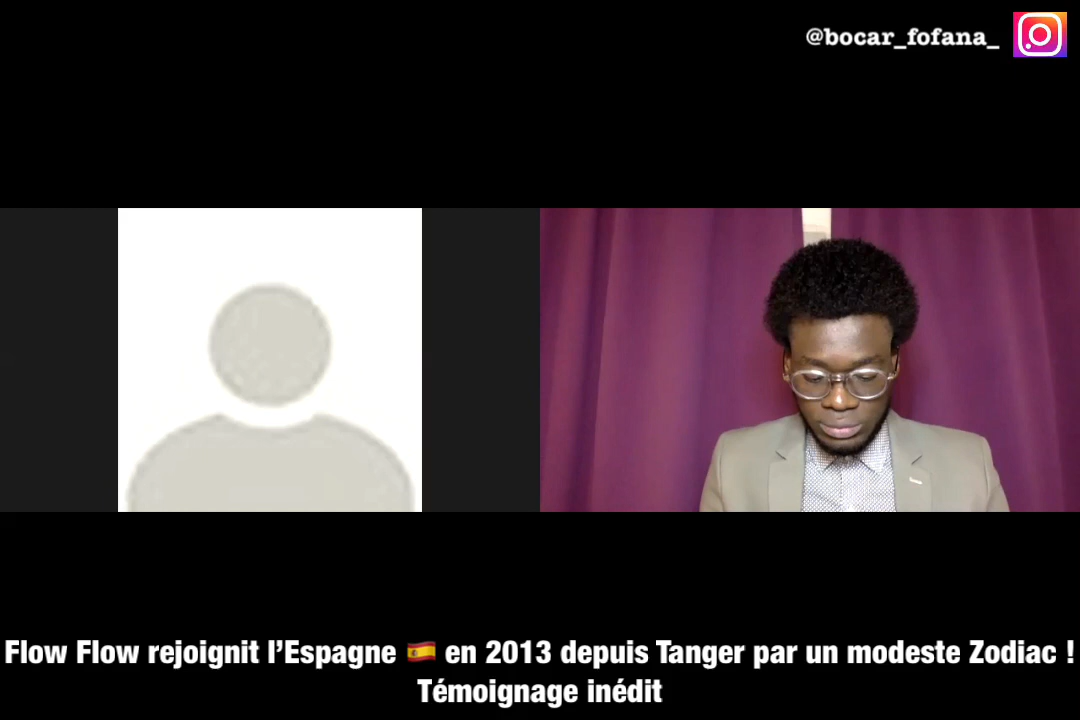 @bocar_fofana_
Flow Flow rejoignit l’Espagne 🇪🇸 en 2013 depuis Tanger par un modeste Zodiac !
Témoignage inédit